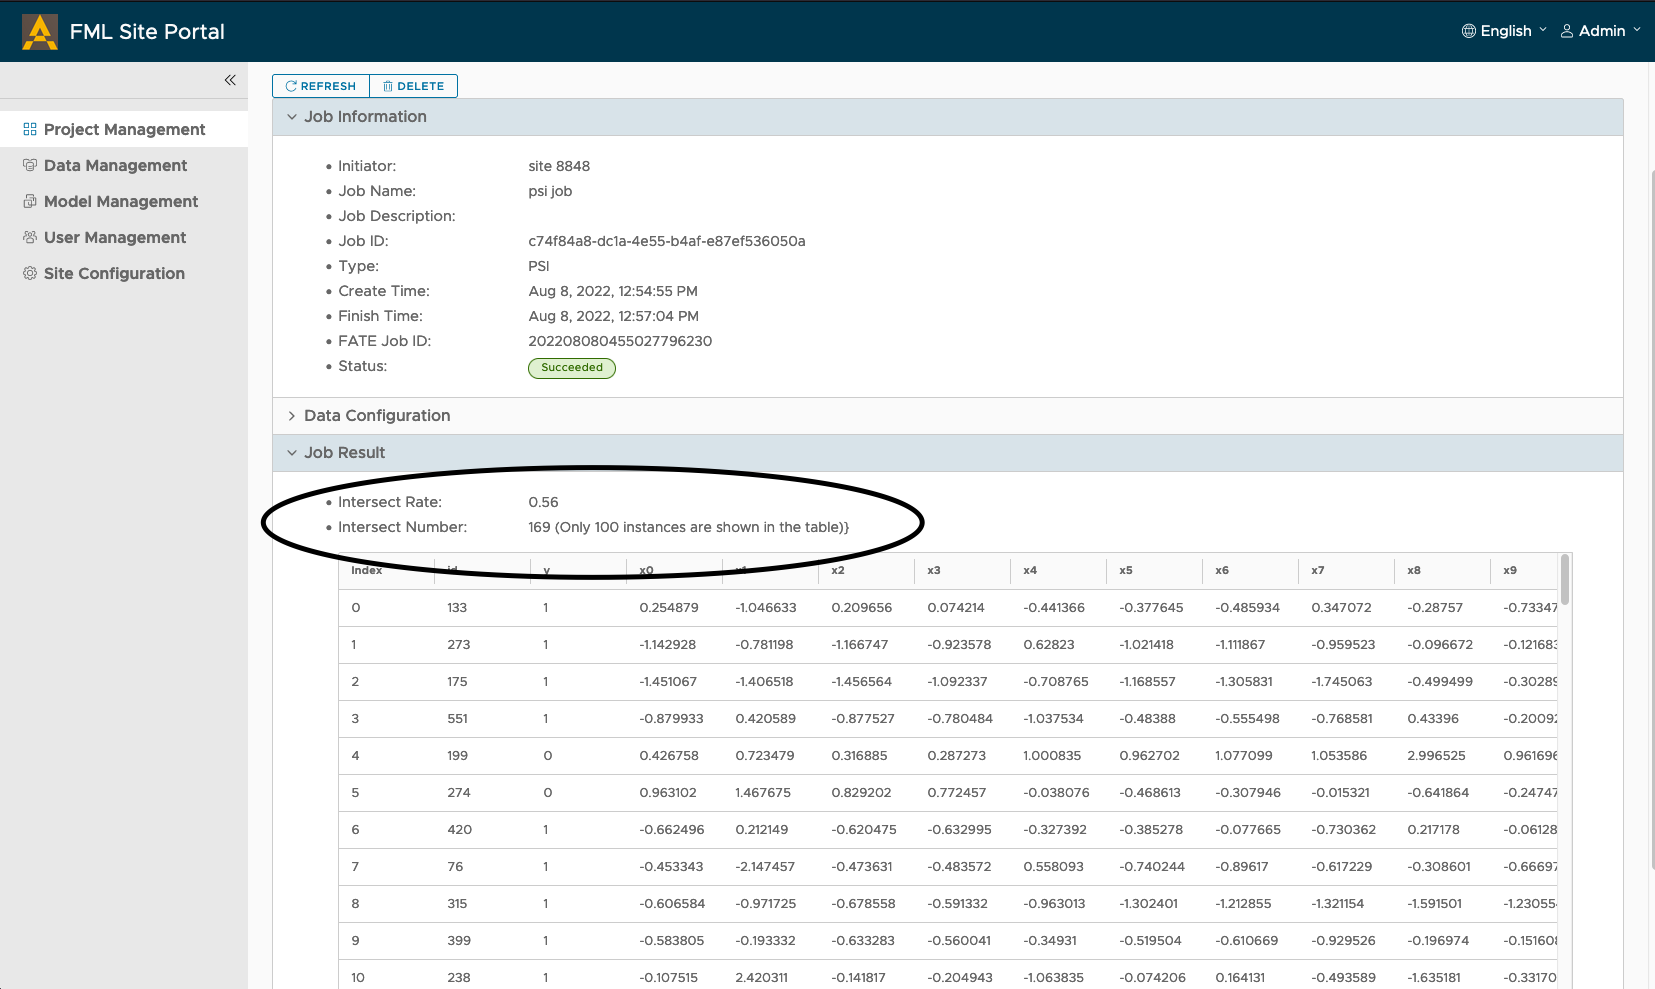 FML Site Portal
English
Admin
Project Management
Data Management
Model Management
User Management
Site Configuration
REFRESH DELETE
Job Information
Initiator: site 8848
Job Name: psi job
Job Description:
Job ID: c74f84a8-dc1a-4e55-b4af-e87ef536050a
Type: PSI
Create Time: Aug 8, 2022, 12:54:55 PM
Finish Time: Aug 8, 2022, 12:57:04 PM
FATE Job ID: 202208080455027796230
Status: Succeeded
Data Configuration
Job Result
Intersect Rate: 0.56
Intersect Number: 169 (Only 100 instances are shown in the table)}
Index id y x0 x1 x2 x3 x4 x5 x6 x7 x8 x9
0 133 1 0.254879 -1.046633 0.209656 0.074214 -0.441366 -0.377645 -0.485934 0.347072 -0.28757 -0.73347
1 273 1 -1.142928 -0.781198 -1.166747 -0.923578 0.62823 -1.021418 -1.111867 -0.959523 -0.096672 -0.121683
2 175 1 -1.451067 -1.406518 -1.456564 -1.092337 -0.708765 -1.168557 -1.305831 -1.745063 -0.499499 -0.30289
3 551 1 -0.879933 0.420589 -0.877527 -0.780484 -1.037534 -0.48388 -0.555498 -0.768581 0.43396 -0.20092
4 199 0 0.426758 0.723479 0.316885 0.287273 1.000835 0.962702 1.077099 1.053586 2.996525 0.961696
5 274 0 0.963102 1.467675 0.829202 0.772457 -0.038076 -0.468613 -0.307946 -0.015321 -0.641864 -0.24747
6 420 1 -0.662496 0.212149 -0.620475 -0.632995 -0.327392 -0.385278 -0.077665 -0.730362 0.217178 -0.06128
7 76 1 -0.453343 -2.147457 -0.473631 -0.483572 0.558093 -0.740244 -0.89617 -0.617229 -0.308601 -0.66697
8 315 1 -0.606584 -0.971725 -0.678558 -0.591332 -0.963013 -1.302401 -1.212855 -1.321154 -1.591501 -1.23055
9 399 1 -0.583805 -0.193332 -0.633283 -0.560041 -0.34931 -0.519504 -0.610669 -0.929526 -0.196974 -0.151608
10 238 1 -0.107515 2.420311 -0.141817 -0.204943 -1.063835 -0.074206 0.164131 -0.493589 -1.635181 -0.33170